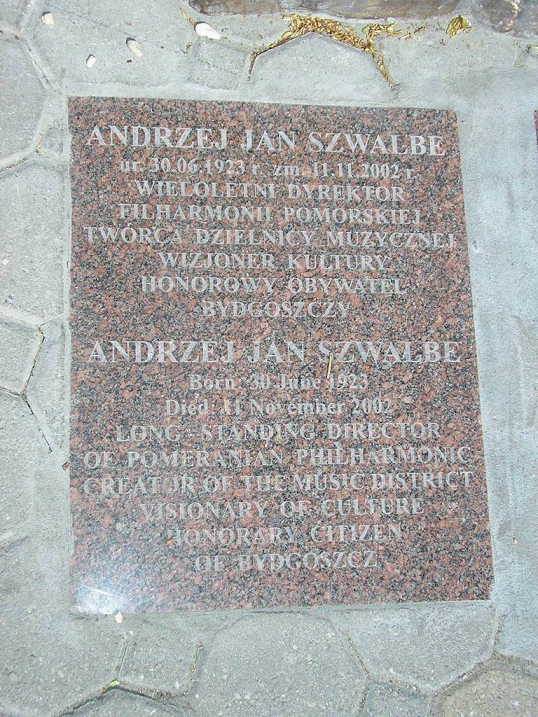 ANDRZEJ JAN SZWALBE
ur. 30.06.1923 r. zm. 11.11.2002 r.
WIELOLETNI DYREKTOR
FILHARMONII POMORSKIEJ
TWÓRCA DZIELNICY MUZYCZNEJ
WIZJONER KULTURY
HONOROWY OBYWATEL
BYDGOSZCZY
ANDRZEJ JAN SZWALBE
Born 30 June 1923
Died 11 November 2002
LONG - STANDING DIRECTOR
OF POMERANIAN PHILHARMONIC
CREATOR OF THE MUSIC DISTRICT
VISIONARY OF CULTURE
HONORARY CITIZEN
OF BYDGOSZCZ